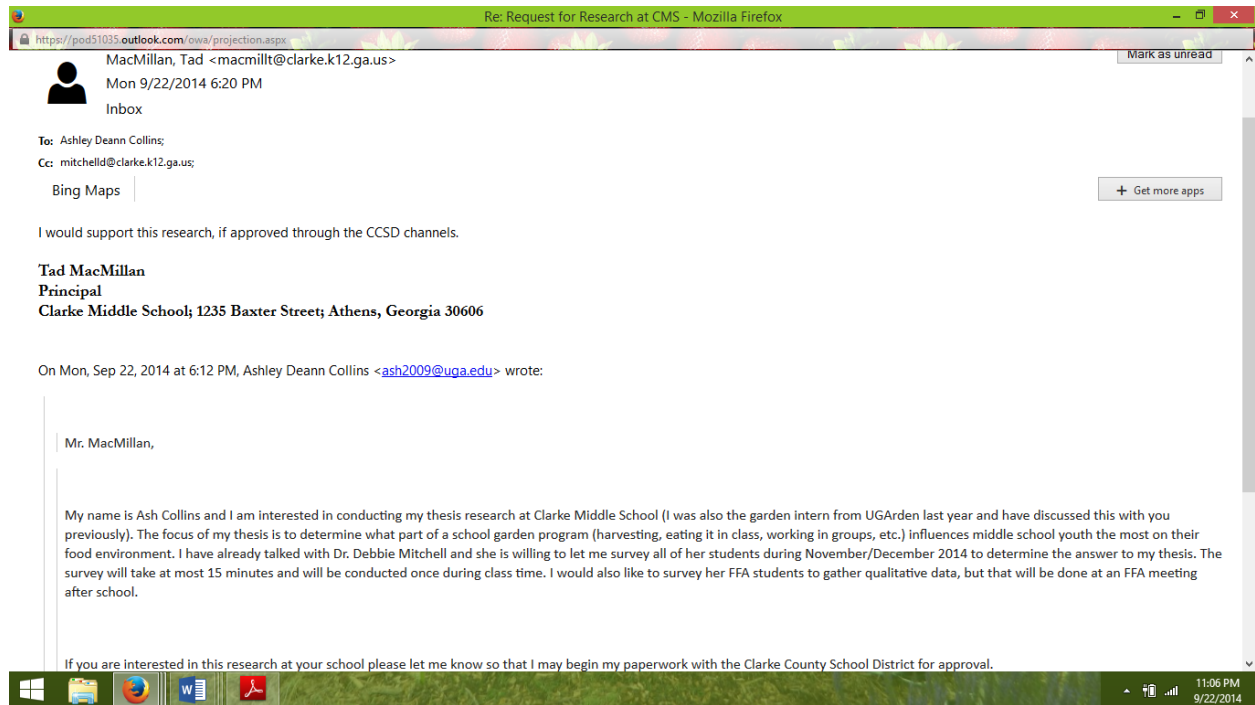 Re: Request for Research at CMS - Mozilla Firefox
https://pod51035.outlook.com/owa/projection.aspx
Mark as unread
MacMillan, Tad <macmillt@clarke.k12.ga.us>
Mon 9/22/2014 6:20 PM
Inbox
To: Ashley Deann Collins;
Cc: mitchelld@clarke.k12.ga.us;
Bing Maps
+ Get more apps
I would support this research, if approved through the CCSD channels.
Tad MacMillan
Principal
Clarke Middle School; 1235 Baxter Street; Athens, Georgia 30606
On Mon, Sep 22, 2014 at 6:12 PM, Ashley Deann Collins <ash2009@uga.edu> wrote:
Mr. MacMillan,
My name is Ash Collins and I am interested in conducting my thesis research at Clarke Middle School (I was also the garden intern from UGArden last year and have discussed this with you
previously). The focus of my thesis is to determine what part of a school garden program (harvesting, eating it in class, working in groups, etc.) influences middle school youth the most on their
food environment. I have already talked with Dr. Debbie Mitchell and she is willing to let me survey all of her students during November/December 2014 to determine the answer to my thesis. The
survey will take at most 15 minutes and will be conducted once during class time. I would also like to survey her FFA students to gather qualitative data, but that will be done at an FFA meeting
after school.
If you are interested in this research at your school please let me know so that I may begin my paperwork with the Clarke County School District for approval.
11:06 PM
9/22/2014